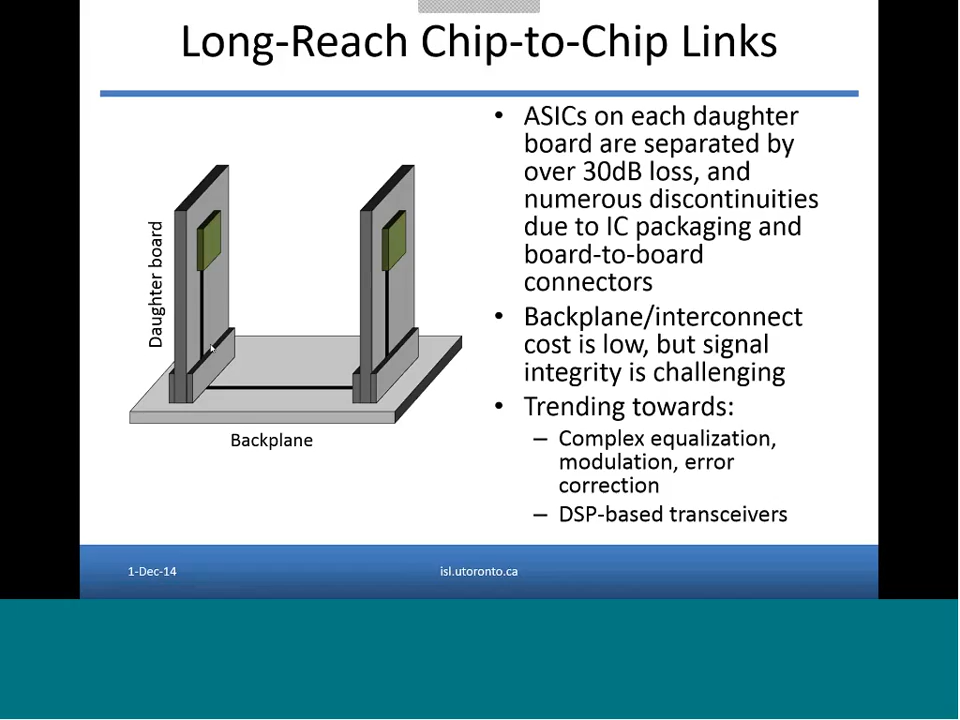 Long-Reach Chip-to-Chip Links
• ASICs on each daughter
board are separated by
over 30dB loss, and
numerous discontinuities
due to IC packaging and
board-to-board
connectors
• Backplane/interconnect
cost is low, but signal
integrity is challenging
• Trending towards:
– Complex equalization,
modulation, error
correction
– DSP-based transceivers
Daughter board
Backplane
1-Dec-14
isl.utoronto.ca